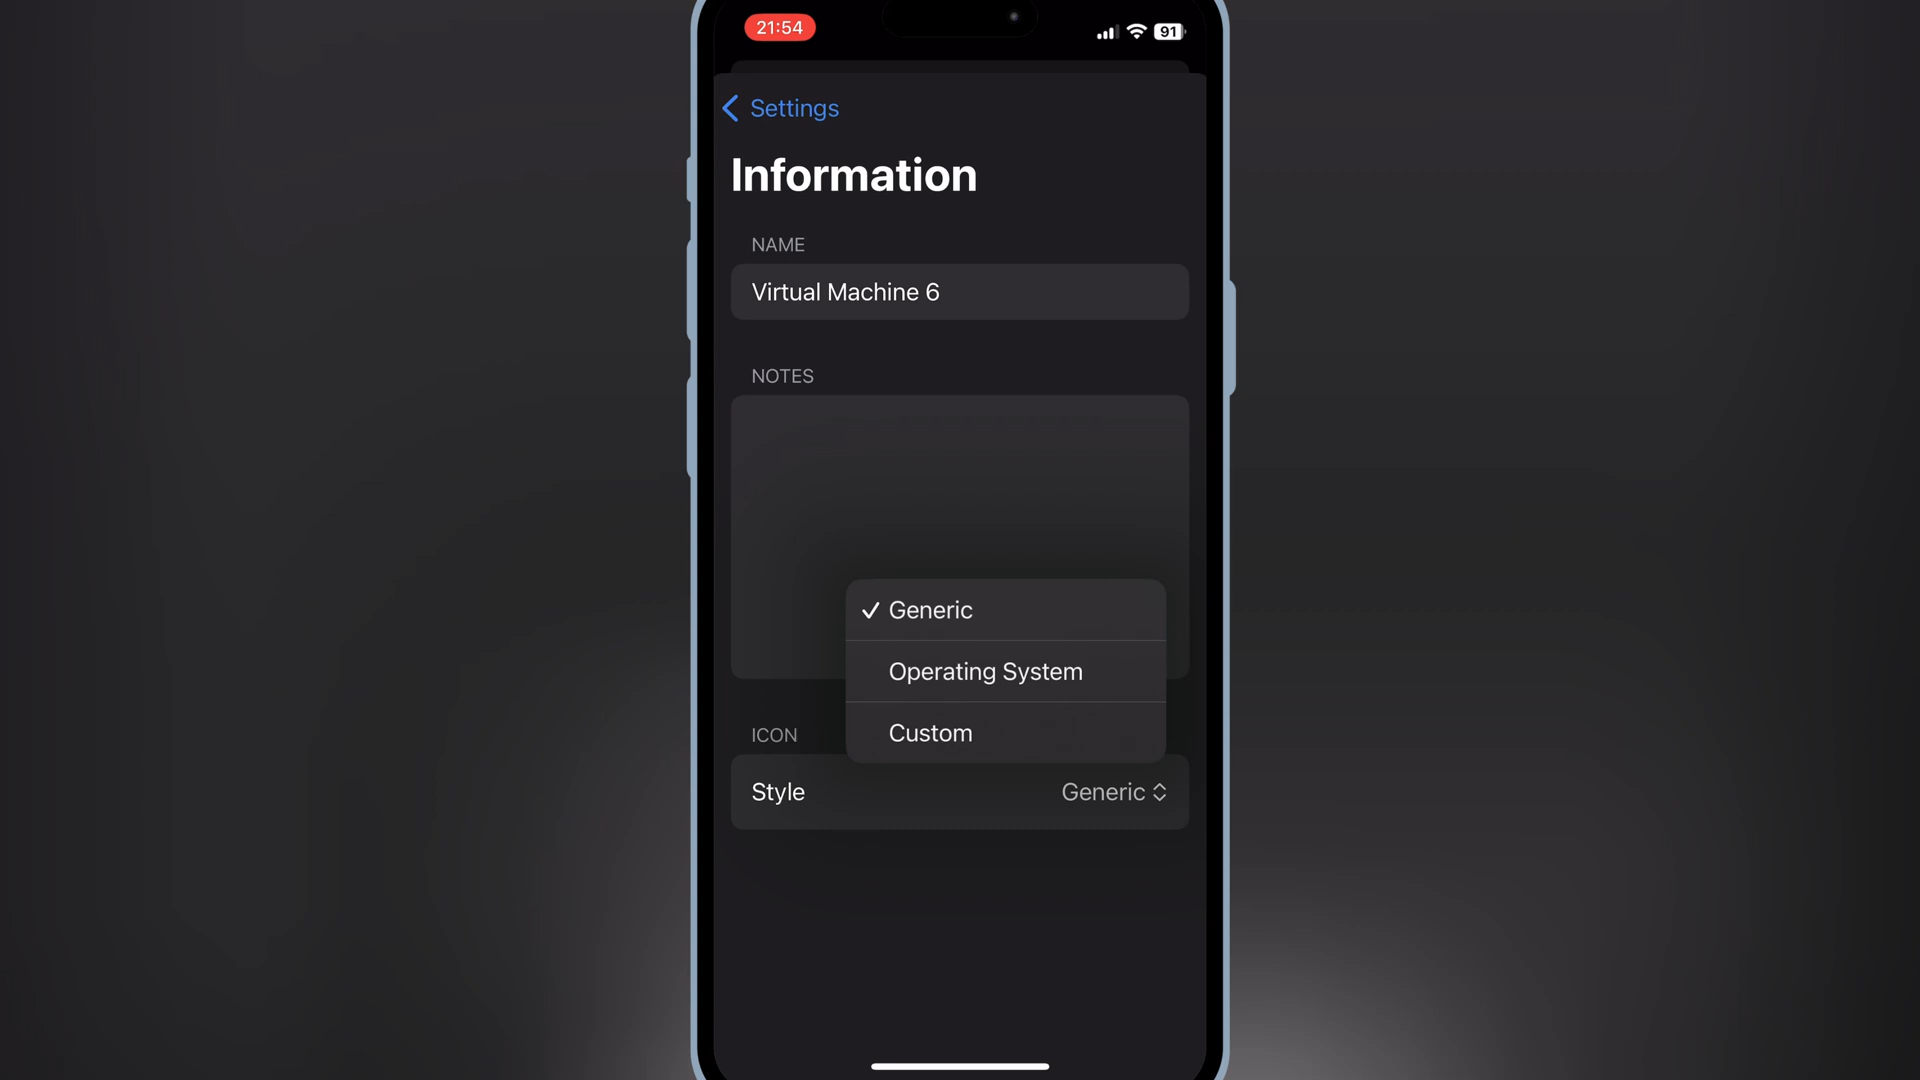 21:54
91
Settings
Information
NAME
Virtual Machine 6
NOTES
Generic
Operating System
Custom
ICON
Style
Generic